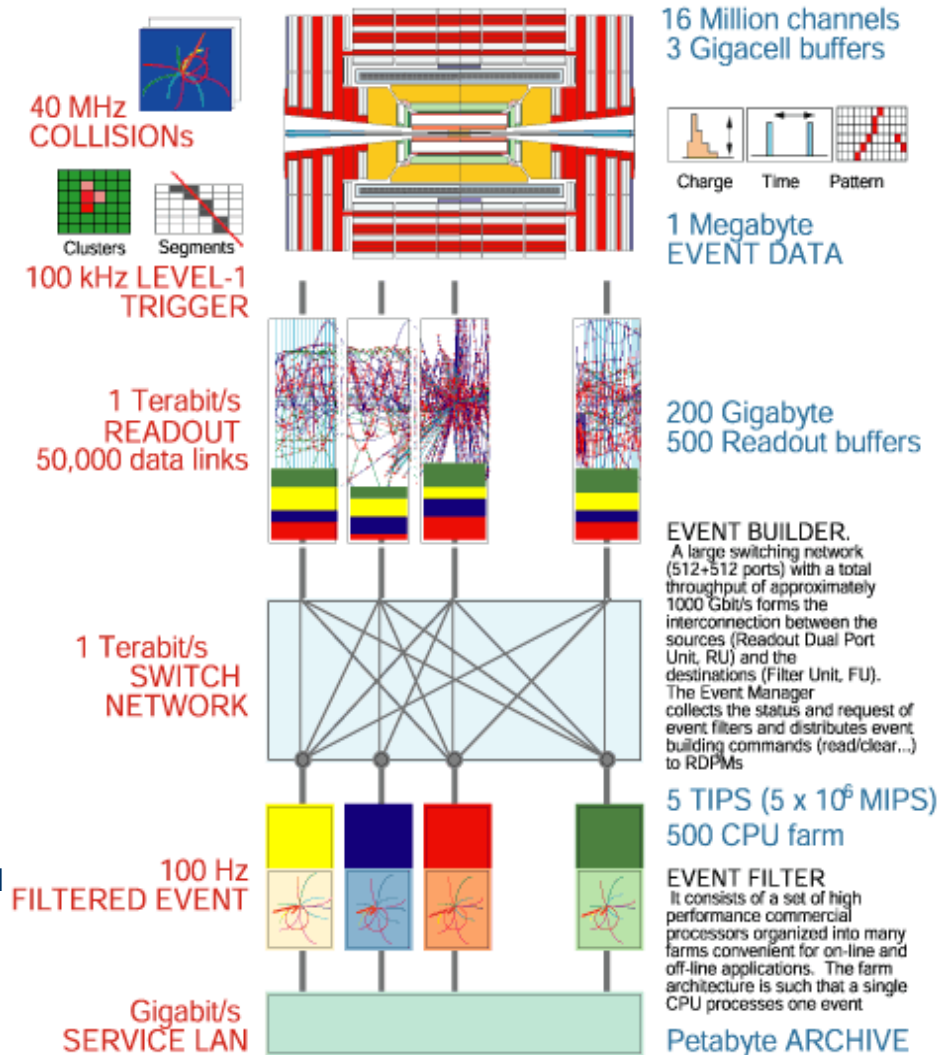 16 Million channels
3 Gigacell buffers
40 MHz
COLLISIONs
Charge Time Pattern
Clusters Segments
1 Megabyte
EVENT DATA
100 kHz LEVEL-1
TRIGGER
1 Terabit/s
READOUT
50,000 data links
200 Gigabyte
500 Readout buffers
EVENT BUILDER.
A large switching network
(512+512 ports) with a total
throughput of approximately
1000 Gbit/s forms the
interconnection between the
sources (Readout Dual Port
Unit, RU) and the
destinations (Filter Unit, FU).
The Event Manager
collects the status and request of
event filters and distributes event
building commands (read/clear...)
to RDPMs
1 Terabit/s
SWITCH
NETWORK
5 TIPS (5 x 10⁶ MIPS)
500 CPU farm
100 Hz
FILTERED EVENT
EVENT FILTER
It consists of a set of high
performance commercial
processors organized into many
farms convenient for on-line and
off-line applications. The farm
architecture is such that a single
CPU processes one event
Gigabit/s
SERVICE LAN
Petabyte ARCHIVE